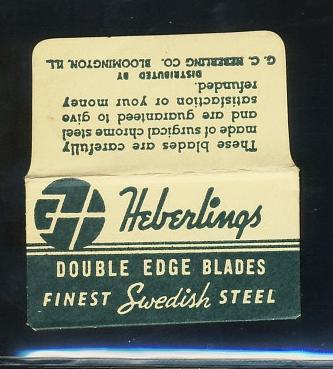 These blades are carefully
made of surgical chrome steel
and are guaranteed to give
satisfaction or your money
refunded.
DISTRIBUTED BY
G. C. HEBERLING CO. BLOOMINGTON, ILL.
Heberlings
DOUBLE EDGE BLADES
FINEST Swedish STEEL